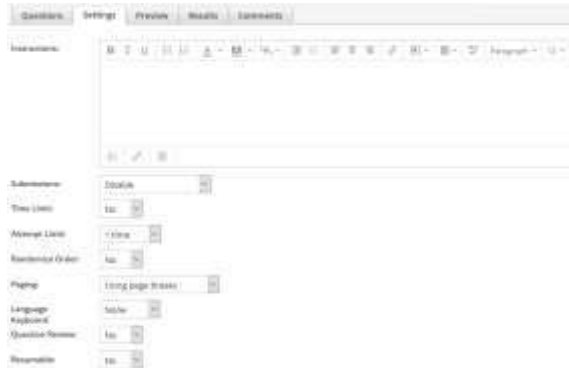 Questions Settings Preview Results Comments
Instructions:
B I U A Paragraph
Submissions: Disable
Time Limit: No
Attempt Limit: 1 time
Randomize Order: No
Paging: Using page breaks
Language Keyboard: None
Question Review: No
Resumable: No